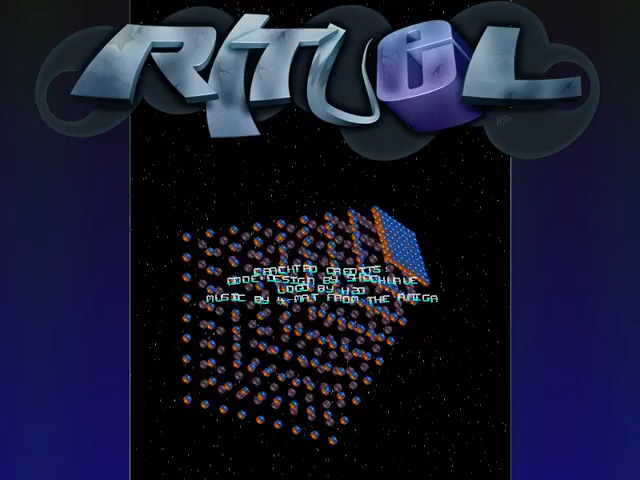 RITUAL
CRACKTRO CREDITS:
CODE+DESIGN BY SHOCKWAVE
LOGO BY H2O
MUSIC BY 4-MAT FROM THE AMIGA